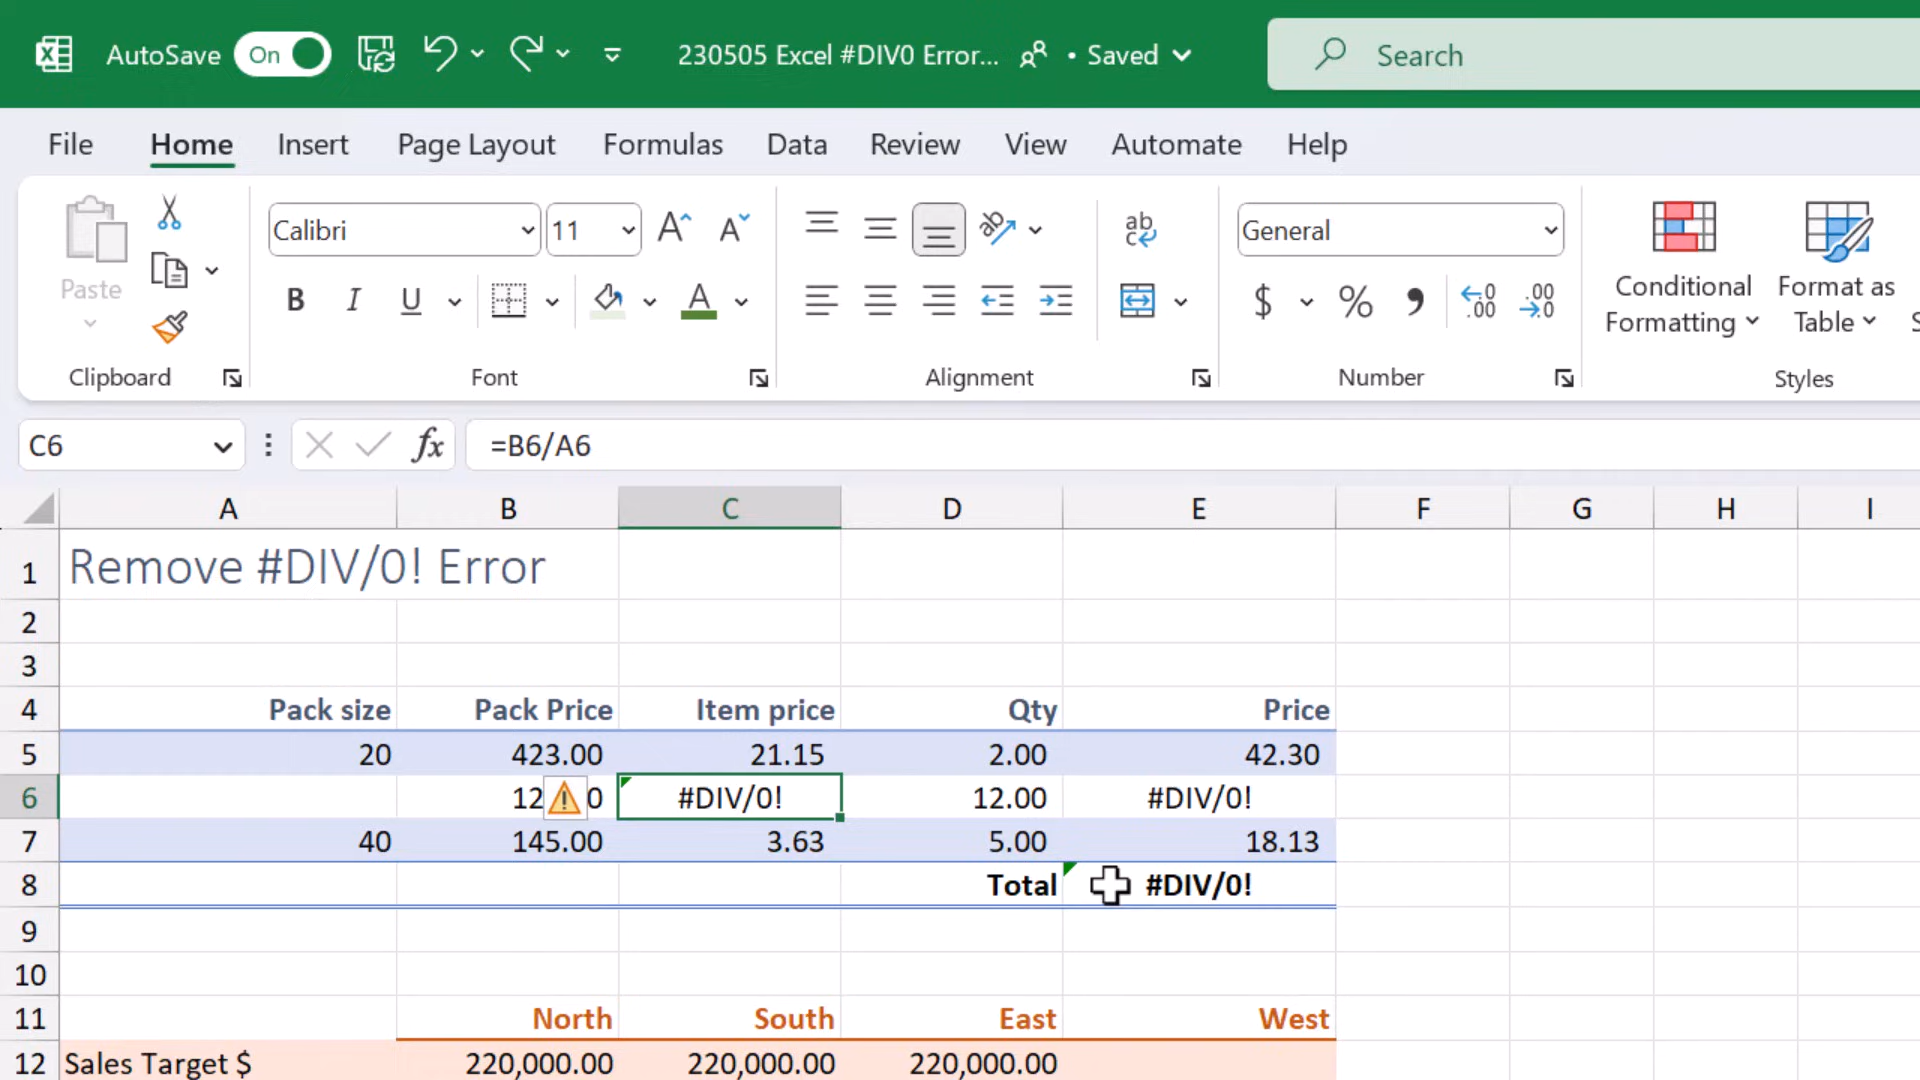 AutoSave On 230505 Excel #DIV0 Error... • Saved Search
File Home Insert Page Layout Formulas Data Review View Automate Help
Paste
Clipboard
Calibri 11
B I U A
Font
ab
c
Alignment
General
$ % , .00 .00
Number
Conditional Formatting
Format as Table
Styles
C6 fx =B6/A6
A B C D E F G H I
1 Remove #DIV/0! Error
2
3
4 Pack size Pack Price Item price Qty Price
5 20 423.00 21.15 2.00 42.30
6 #DIV/0! 12.00 #DIV/0!
7 40 145.00 3.63 5.00 18.13
8 Total #DIV/0!
9
10
11 North South East West
12 Sales Target $ 220,000.00 220,000.00 220,000.00